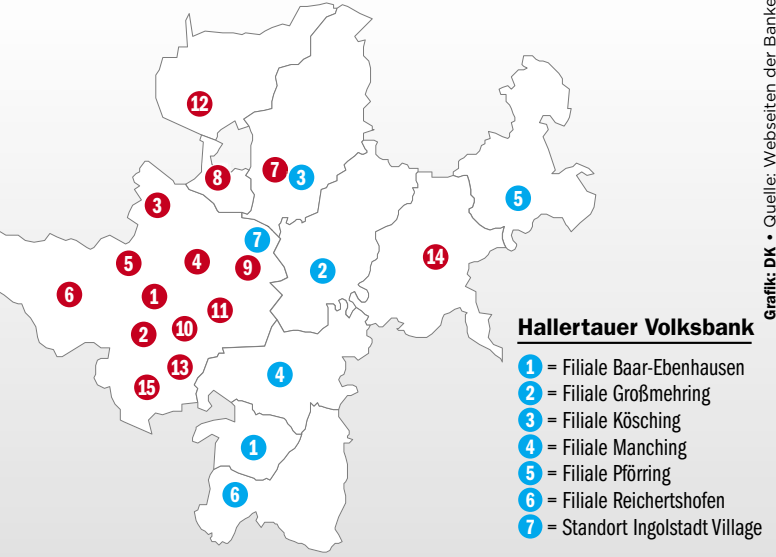 12
7
3
8
5
3
7
5
4
9
2
14
6
1
11
2
10
13
4
15
1
6
Hallertauer Volksbank
1 = Filiale Baar-Ebenhausen
2 = Filiale Großmehring
3 = Filiale Kösching
4 = Filiale Manching
5 = Filiale Pförring
6 = Filiale Reichertshofen
7 = Standort Ingolstadt Village
Grafik: DK • Quelle: Webseiten der Banke